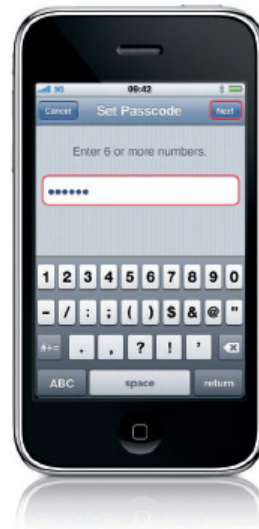 3G 09:42
Cancel Set Passcode Next
Enter 6 or more numbers.
••••••
1 2 3 4 5 6 7 8 9 0
- / : ; ( ) $ & @ "
#+= . , ? ! '
ABC space return